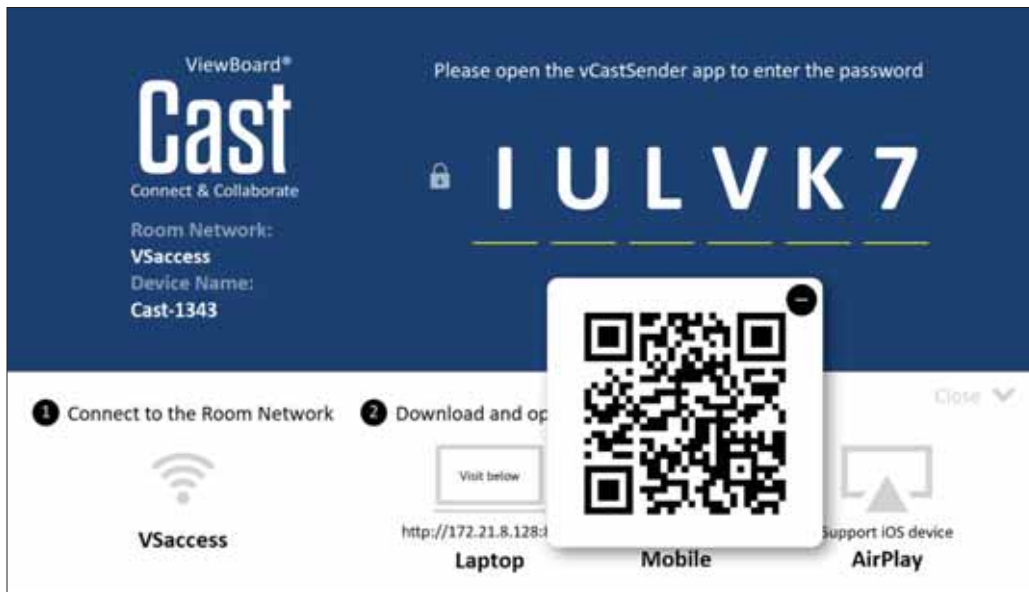 ViewBoard®
Cast
Connect & Collaborate
Room Network:
VSaccess
Device Name:
Cast-1343
Please open the vCastSender app to enter the password
I U L V K 7
1 Connect to the Room Network
VSaccess
2 Download and op
Visit below
http://172.21.8.128:
Laptop
Mobile
Close
Support iOS device
AirPlay